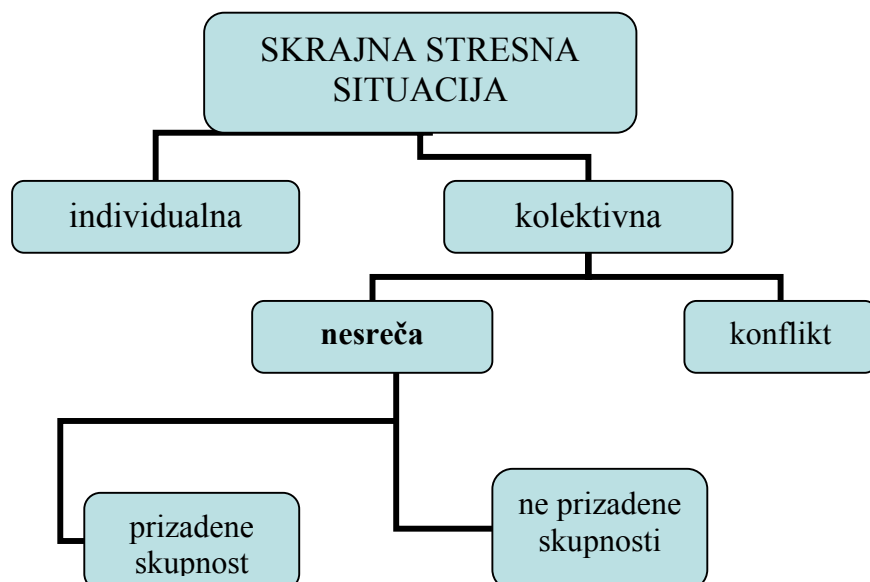 SKRAJNA STRESNA
SITUACIJA
individualna
kolektivna
nesreča
konflikt
prizadene
skupnost
ne prizadene
skupnosti